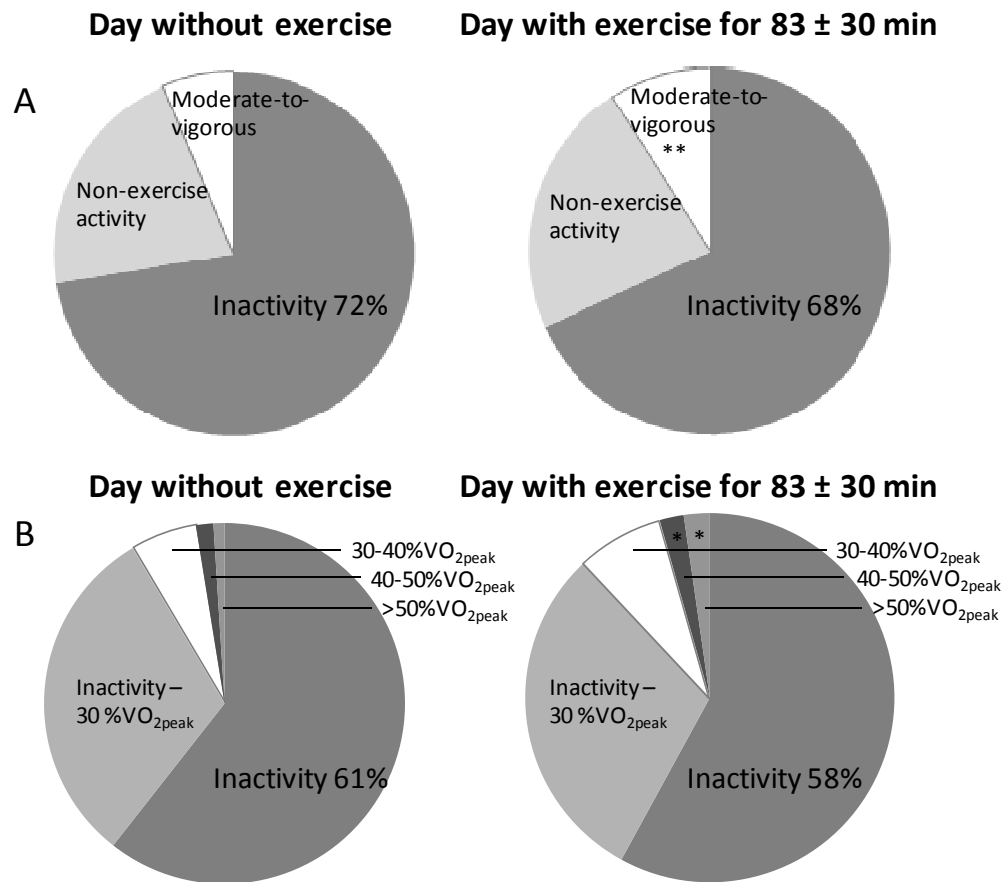 Day without exercise
Day with exercise for 83 ± 30 min
A
Moderate-to-
vigorous
Non-exercise
activity
Inactivity 72%
Moderate-to-
vigorous
**
Non-exercise
activity
Inactivity 68%
Day without exercise
Day with exercise for 83 ± 30 min
B
30-40%VO2peak
40-50%VO2peak
>50%VO2peak
Inactivity –
30 %VO2peak
Inactivity 61%
* *
30-40%VO2peak
40-50%VO2peak
>50%VO2peak
Inactivity –
30 %VO2peak
Inactivity 58%